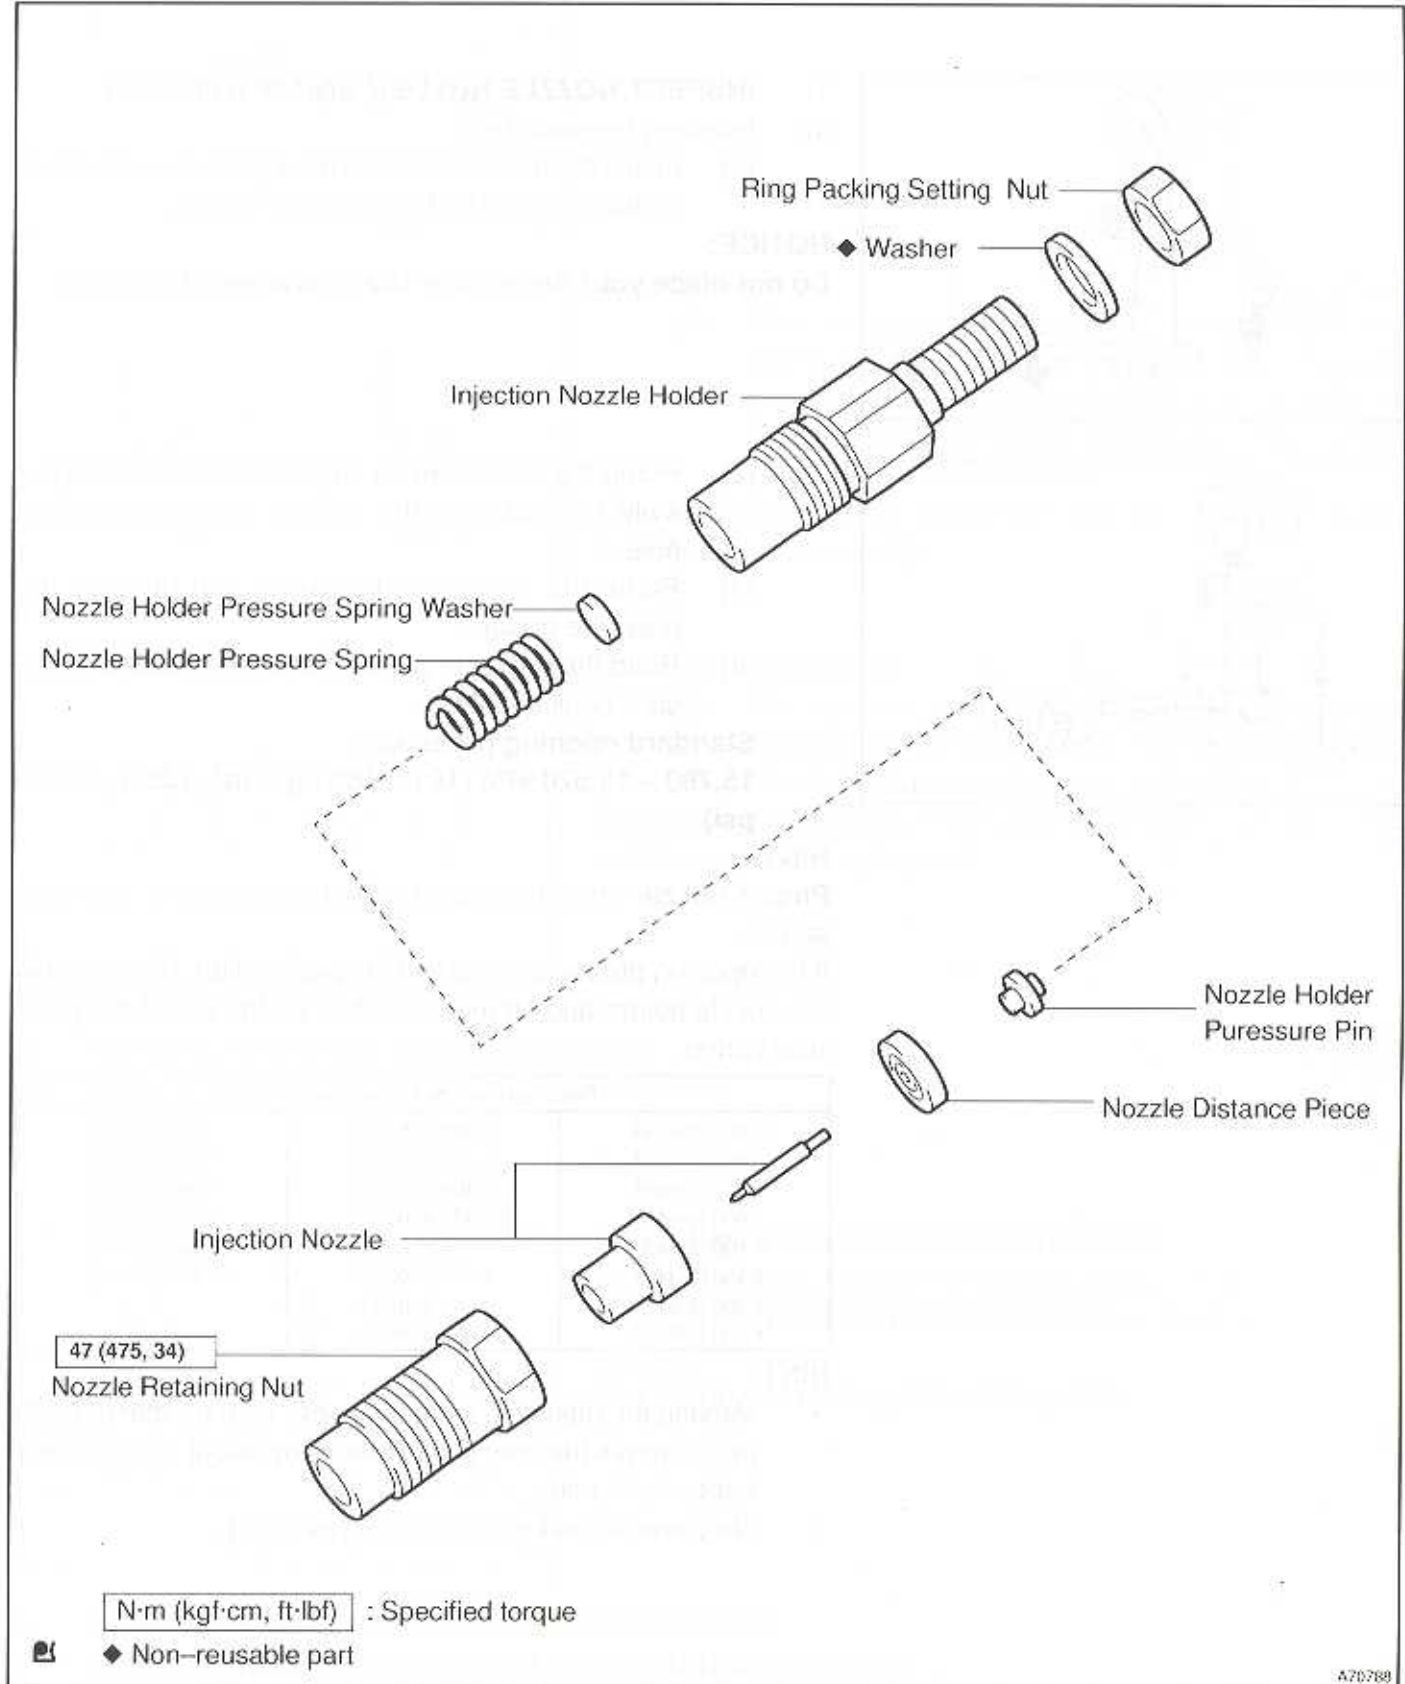 Ring Packing Setting Nut
◆ Washer
Injection Nozzle Holder
Nozzle Holder Pressure Spring Washer
Nozzle Holder Pressure Spring
Nozzle Holder
Puressure Pin
Nozzle Distance Piece
Injection Nozzle
47 (475, 34)
Nozzle Retaining Nut
N·m (kgf·cm, ft·lbf) : Specified torque
◆ Non–reusable part
A70788